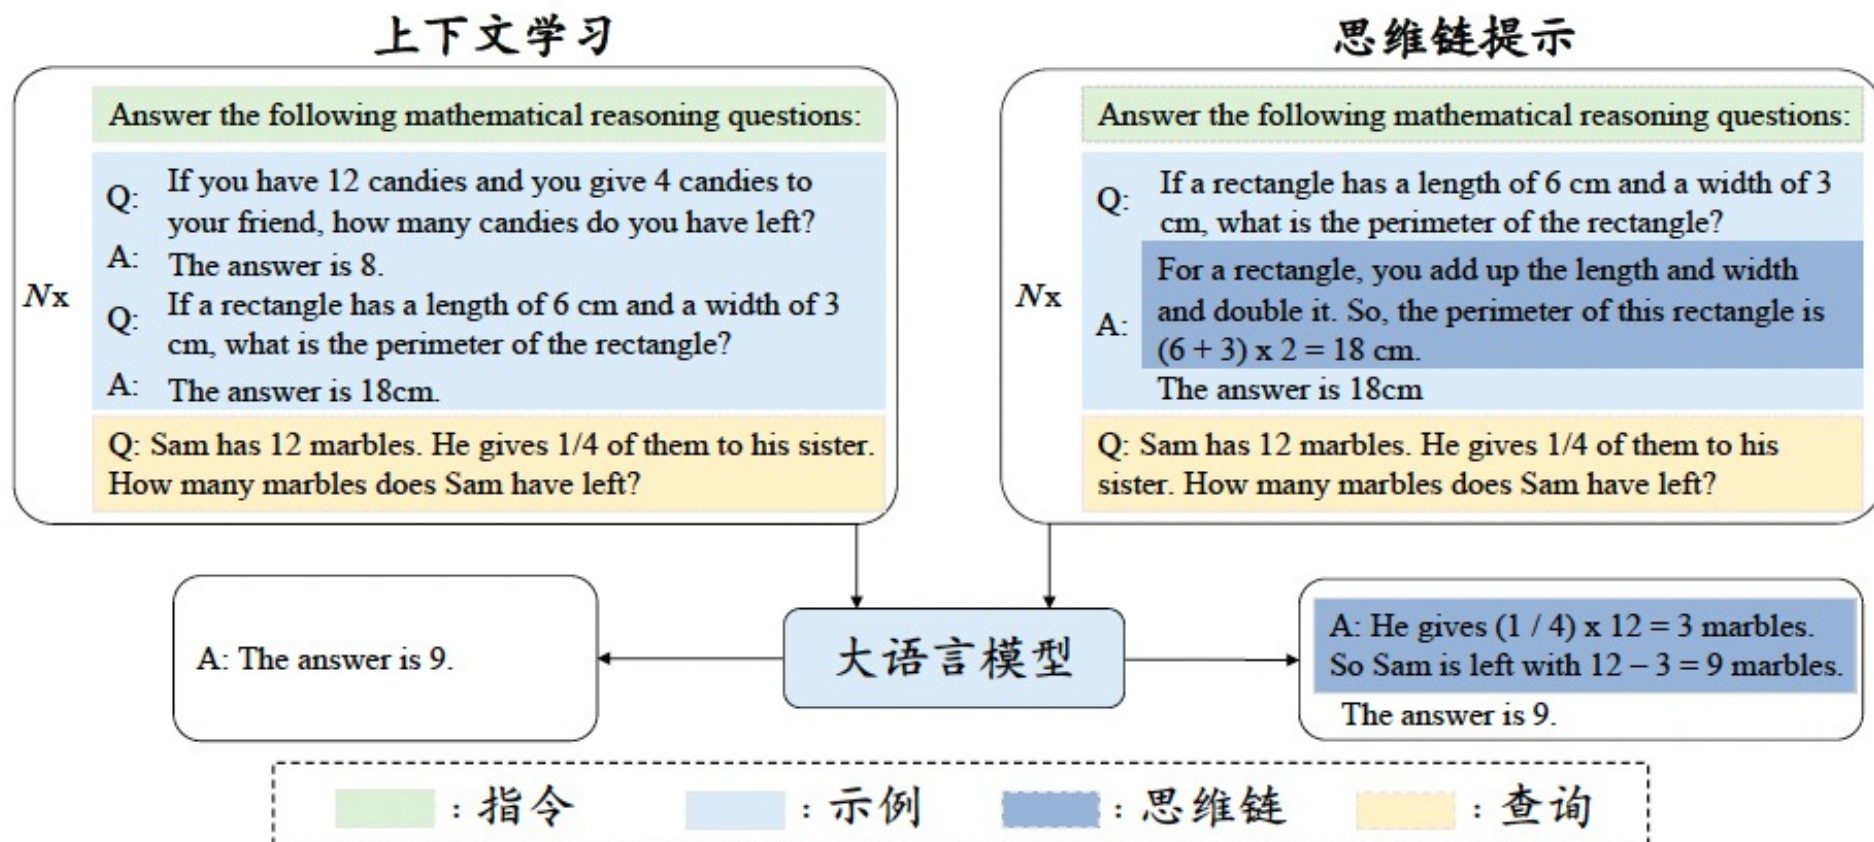 上下文学习
Nx
Answer the following mathematical reasoning questions:
Q: If you have 12 candies and you give 4 candies to
your friend, how many candies do you have left?
A: The answer is 8.
Q: If a rectangle has a length of 6 cm and a width of 3
cm, what is the perimeter of the rectangle?
A: The answer is 18cm.
Q: Sam has 12 marbles. He gives 1/4 of them to his sister.
How many marbles does Sam have left?
思维链提示
Nx
Answer the following mathematical reasoning questions:
Q: If a rectangle has a length of 6 cm and a width of 3
cm, what is the perimeter of the rectangle?
A: For a rectangle, you add up the length and width
and double it. So, the perimeter of this rectangle is
(6 + 3) x 2 = 18 cm.
The answer is 18cm
Q: Sam has 12 marbles. He gives 1/4 of them to his
sister. How many marbles does Sam have left?
A: The answer is 9.
大语言模型
A: He gives (1 / 4) x 12 = 3 marbles.
So Sam is left with 12 – 3 = 9 marbles.
The answer is 9.
: 指令 : 示例 : 思维链 : 查询